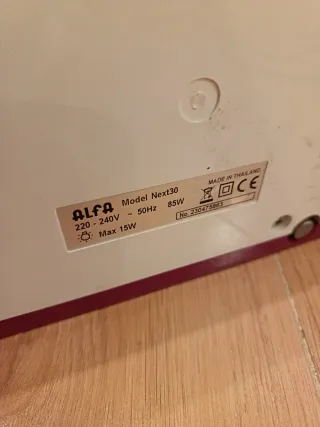 MADE IN THAILAND
ALFA Model Next30
220 - 240V ~ 50Hz 85W
CE
Max 15W